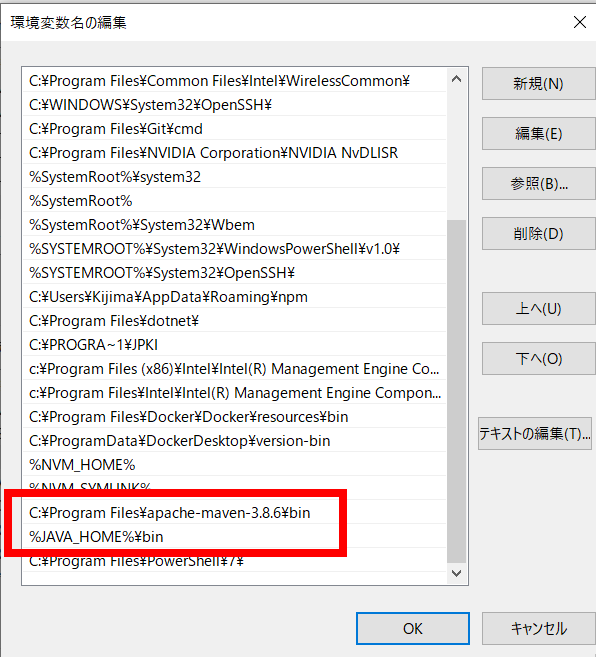 環境変数名の編集
C:¥Program Files¥Common Files¥Intel¥WirelessCommon¥
C:¥WINDOWS¥System32¥OpenSSH¥
C:¥Program Files¥Git¥cmd
C:¥Program Files¥NVIDIA Corporation¥NVIDIA NvDLISR
%SystemRoot%¥system32
%SystemRoot%
%SystemRoot%¥System32¥Wbem
%SYSTEMROOT%¥System32¥WindowsPowerShell¥v1.0¥
%SYSTEMROOT%¥System32¥OpenSSH¥
C:¥Users¥Kijima¥AppData¥Roaming¥npm
C:¥Program Files¥dotnet¥
C:¥PROGRA~1¥JPKI
c:¥Program Files (x86)¥Intel¥Intel(R) Management Engine Co...
c:¥Program Files¥Intel¥Intel(R) Management Engine Compon...
C:¥Program Files¥Docker¥Docker¥resources¥bin
C:¥ProgramData¥DockerDesktop¥version-bin
%NVM_HOME%
%NVM_SYMLINK%
C:¥Program Files¥apache-maven-3.8.6¥bin
%JAVA_HOME%¥bin
C:¥Program Files¥PowerShell¥7¥
新規(N)
編集(E)
参照(B)...
削除(D)
上へ(U)
下へ(O)
テキストの編集(T)...
OK
キャンセル